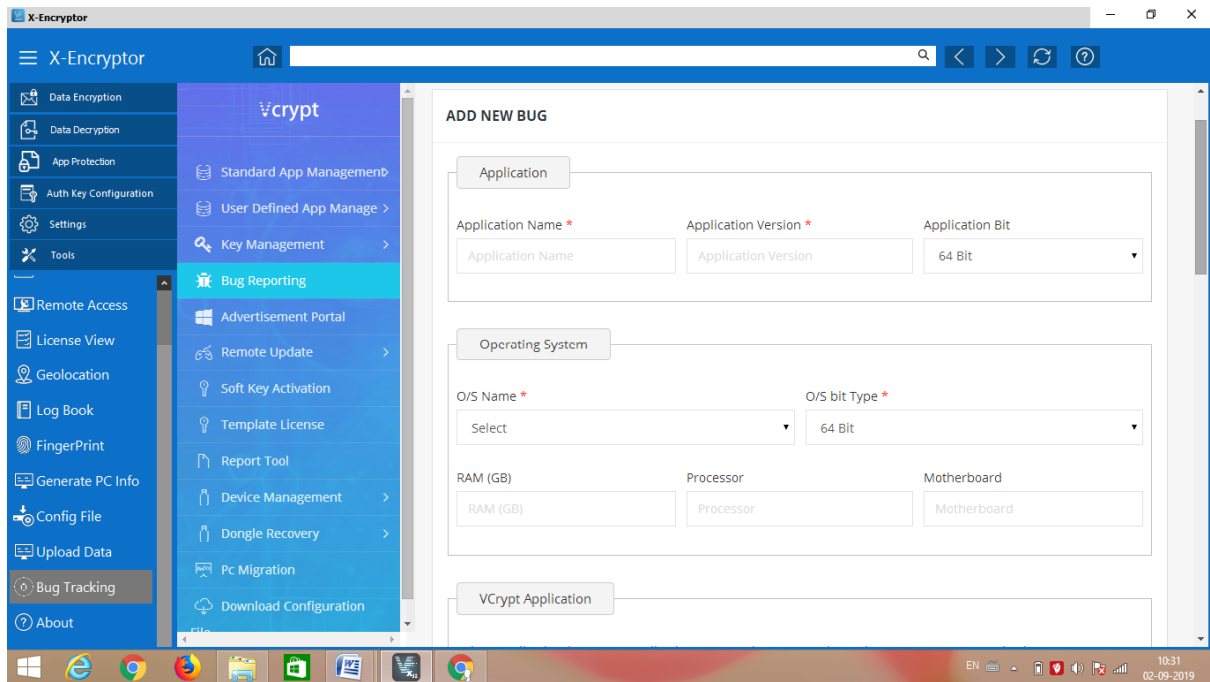 X-Encryptor
X-Encryptor
Data Encryption
Data Decryption
App Protection
Auth Key Configuration
Settings
Tools
Remote Access
License View
Geolocation
Log Book
FingerPrint
Generate PC Info
Config File
Upload Data
Bug Tracking
About
Vcrypt
Standard App Management
User Defined App Manage
Key Management
Bug Reporting
Advertisement Portal
Remote Update
Soft Key Activation
Template License
Report Tool
Device Management
Dongle Recovery
Pc Migration
Download Configuration
File
ADD NEW BUG
Application
Application Name * Application Version * Application Bit
Application Name Application Version 64 Bit
Operating System
O/S Name * O/S bit Type *
Select 64 Bit
RAM (GB) Processor Motherboard
RAM (GB) Processor Motherboard
VCrypt Application
EN 10:31
02-09-2019